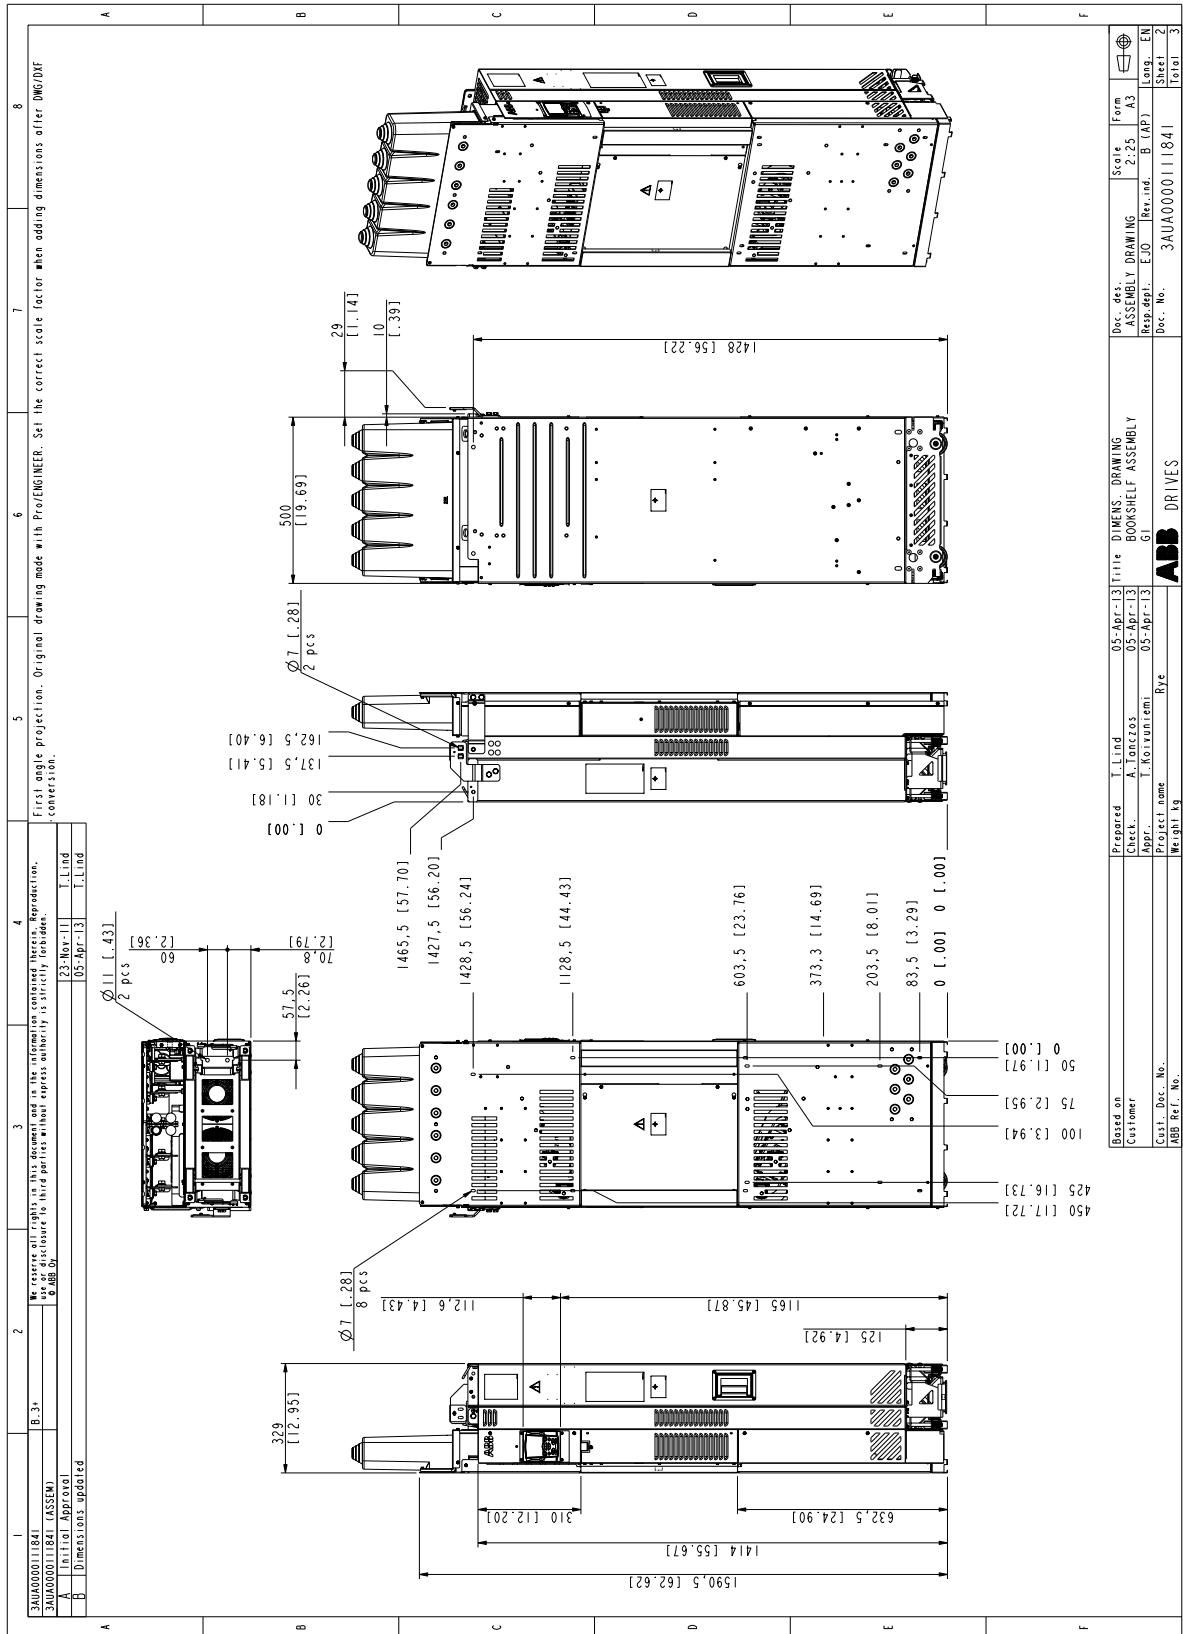 3AUA0000111841
3AUA0000111841 (ASSEM)
B.3+
A Initial Approval 23-Nov-11 T.Lind
B Dimensions updated 05-Apr-13 T.Lind
We reserve all rights in this document and in the information contained therein. Reproduction,
use or disclosure to third parties without express authority is strictly forbidden.
© ABB Oy
First angle projection. Original drawing made with Pro/ENGINEER. Set the correct scale factor when adding dimensions after DWG/DXF
conversion.
1 2 3 4 5 6 7 8
A B C D E F
Ø11 [.43]
2 pcs
60
[2.36]
70,8
[2.79]
57,5
[2.26]
329
[12.95]
Ø7 [.28]
8 pcs
112,6 [4.43]
1165 [45.87]
125 [4.92]
310 [12.20]
632,5 [24.90]
1414 [55.67]
1590,5 [62.62]
ABB
1465,5 [57.70]
1427,5 [56.20]
1428,5 [56.24]
1128,5 [44.43]
603,5 [23.76]
373,3 [14.69]
203,5 [8.01]
83,5 [3.29]
0 [.00]
0 [.00]
0 [.00]
50 [1.97]
75 [2.95]
100 [3.94]
425 [16.73]
450 [17.72]
Ø7 [.28]
2 pcs
162,5 [6.40]
137,5 [5.41]
30 [1.18]
0 [.00]
500
[19.69]
29
[1.14]
10
[.39]
1428 [56.22]
Based on
Customer
Cust. Doc. No.
ABB Ref. No.
Prepared T.Lind 05-Apr-13
Check. A.Tanczos 05-Apr-13
Appr. T.Koivuniemi 05-Apr-13
Project name Rye
Weight kg
Title DIMENS. DRAWING
BOOKSHELF ASSEMBLY
G1
ABB DRIVES
Doc. des.
ASSEMBLY DRAWING
Scale 2:25
Form A3
Resp.dept. EJO
Rev.ind. B (AP)
Lang. EN
Doc. No.
3AUA0000111841
Sheet 2
Total 3
A B C D E F